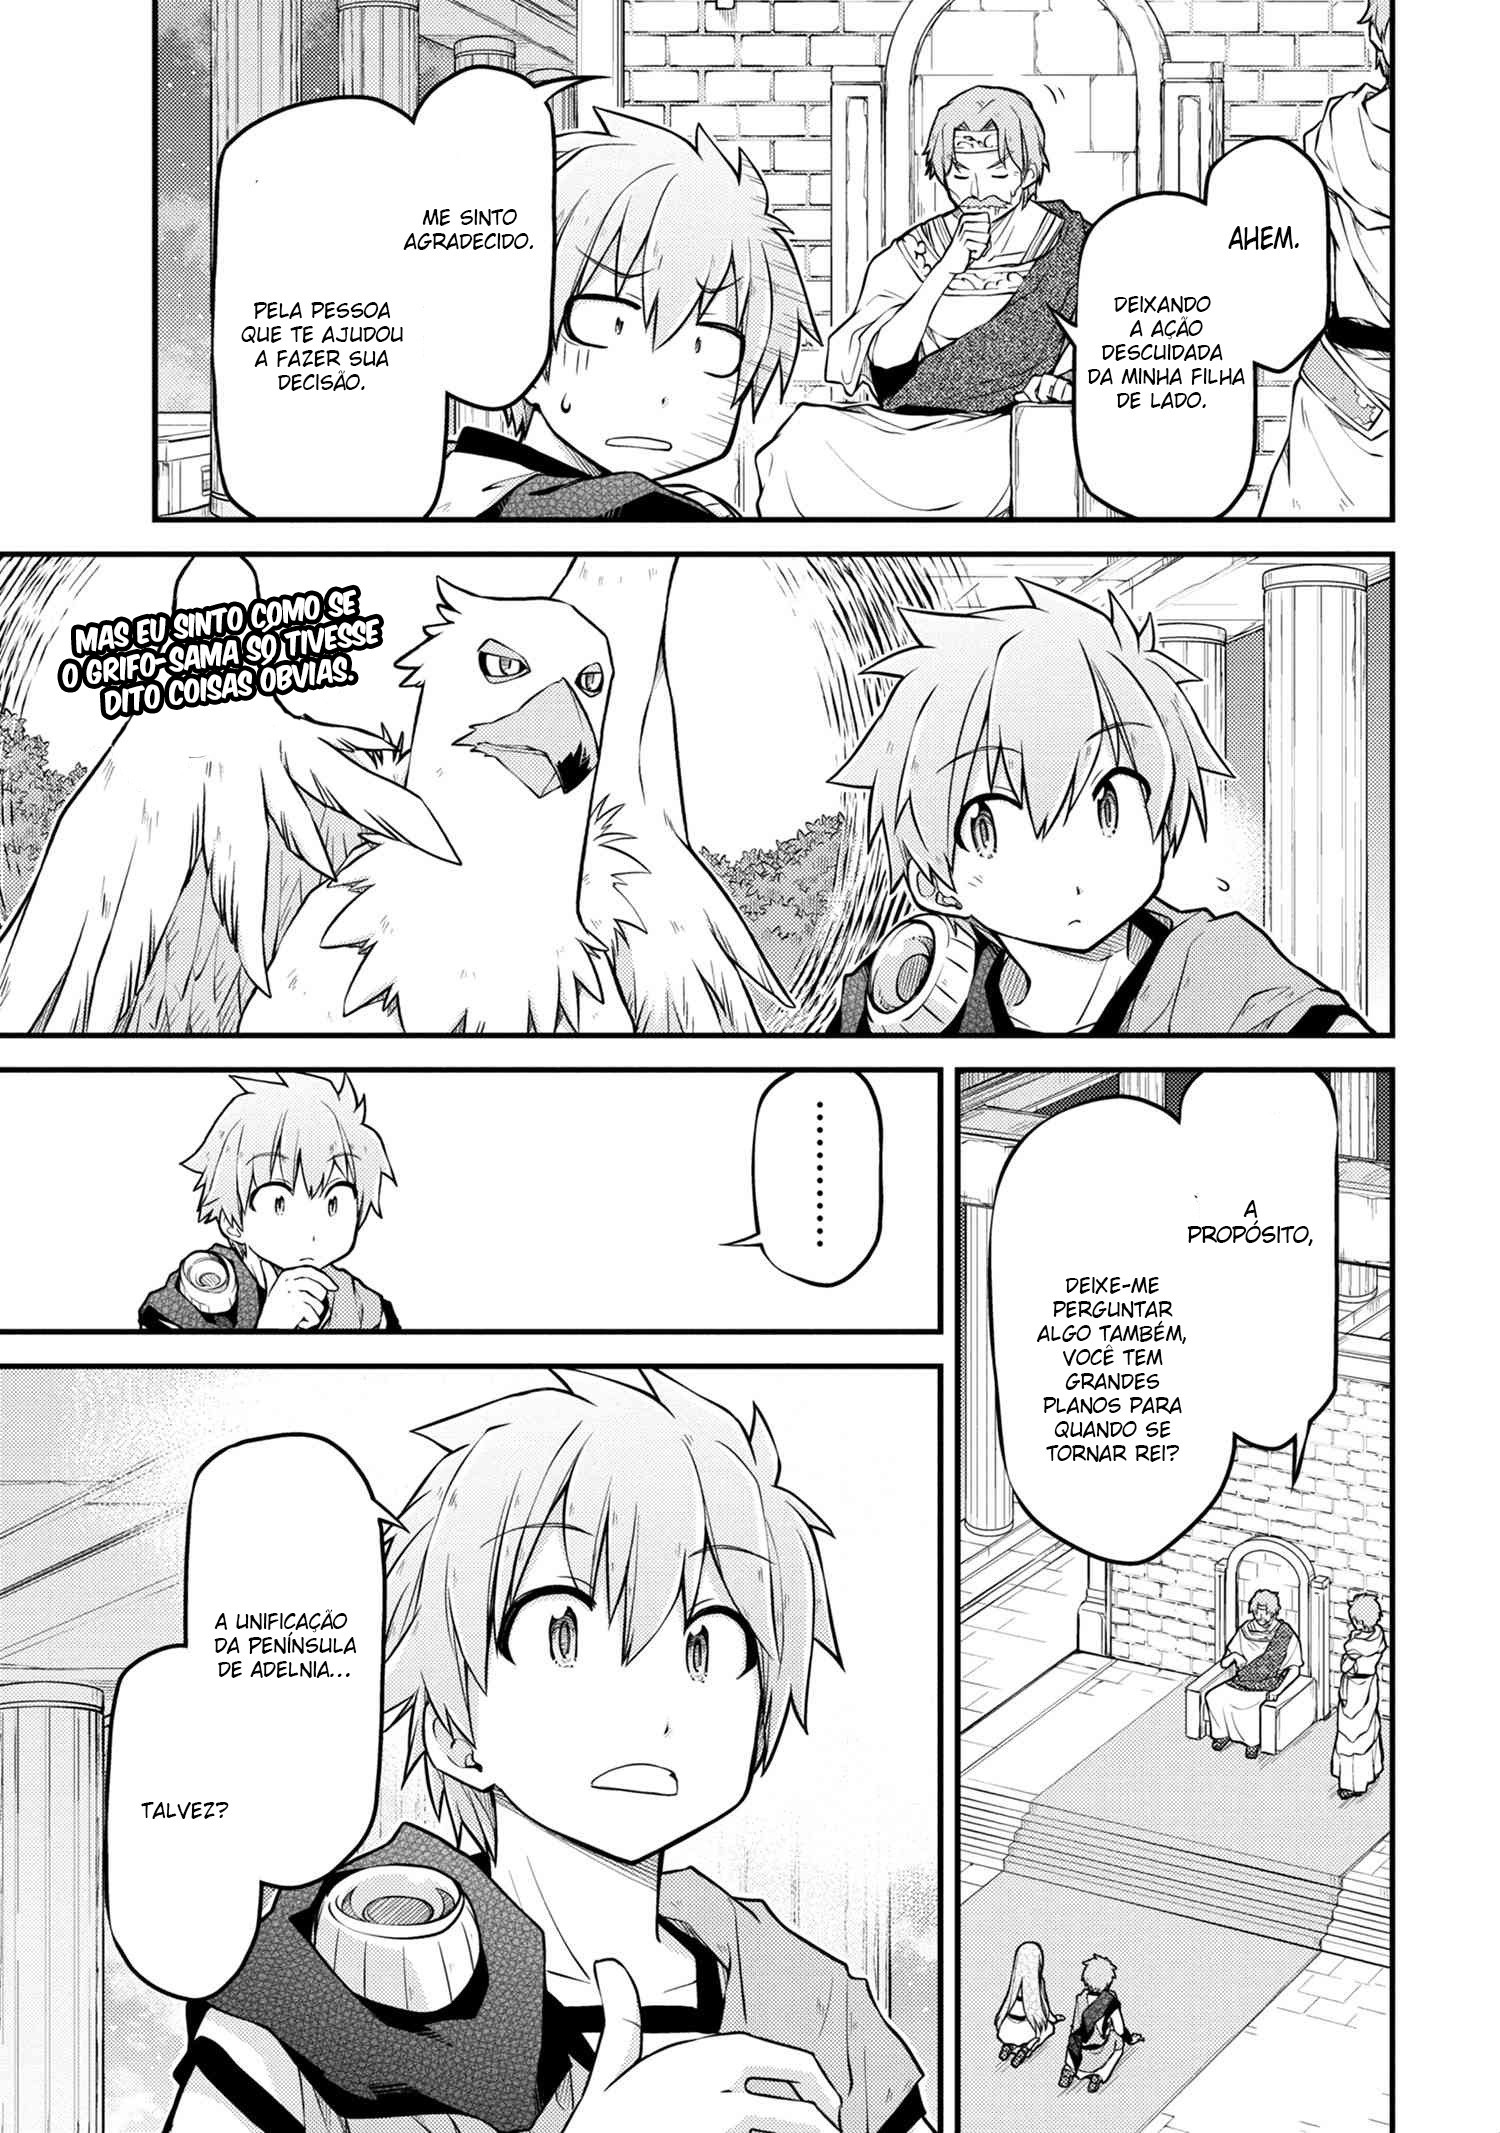 AHEM.
DEIXANDO
A AÇÃO
DESCUIDADA
DA MINHA FILHA
DE LADO.
ME SINTO
AGRADECIDO.
PELA PESSOA
QUE TE AJUDOU
A FAZER SUA
DECISÃO.
MAS EU SINTO COMO SE
O GRIFO-SAMA SÓ TIVESSE
DITO COISAS ÓBVIAS.
A
PROPÓSITO,
DEIXE-ME
PERGUNTAR
ALGO TAMBÉM,
VOCÊ TEM
GRANDES
PLANOS PARA
QUANDO SE
TORNAR REI?
..........
A UNIFICAÇÃO
DA PENÍNSULA
DE ADELNIA...
TALVEZ?